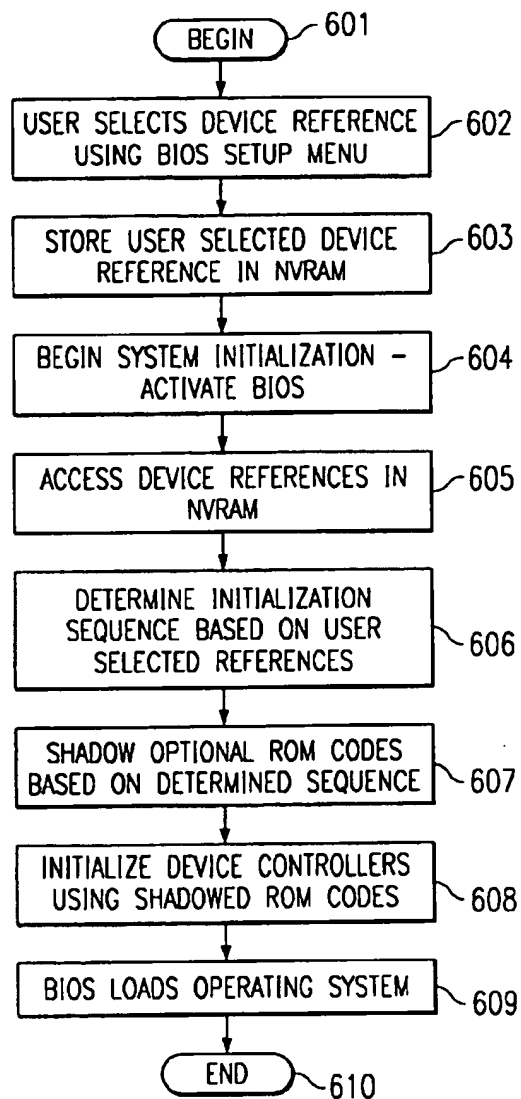 BEGIN
601
USER SELECTS DEVICE REFERENCE
USING BIOS SETUP MENU
602
STORE USER SELECTED DEVICE
REFERENCE IN NVRAM
603
BEGIN SYSTEM INITIALIZATION –
ACTIVATE BIOS
604
ACCESS DEVICE REFERENCES IN
NVRAM
605
DETERMINE INITIALIZATION
SEQUENCE BASED ON USER
SELECTED REFERENCES
606
SHADOW OPTIONAL ROM CODES
BASED ON DETERMINED SEQUENCE
607
INITIALIZE DEVICE CONTROLLERS
USING SHADOWED ROM CODES
608
BIOS LOADS OPERATING SYSTEM
609
END
610